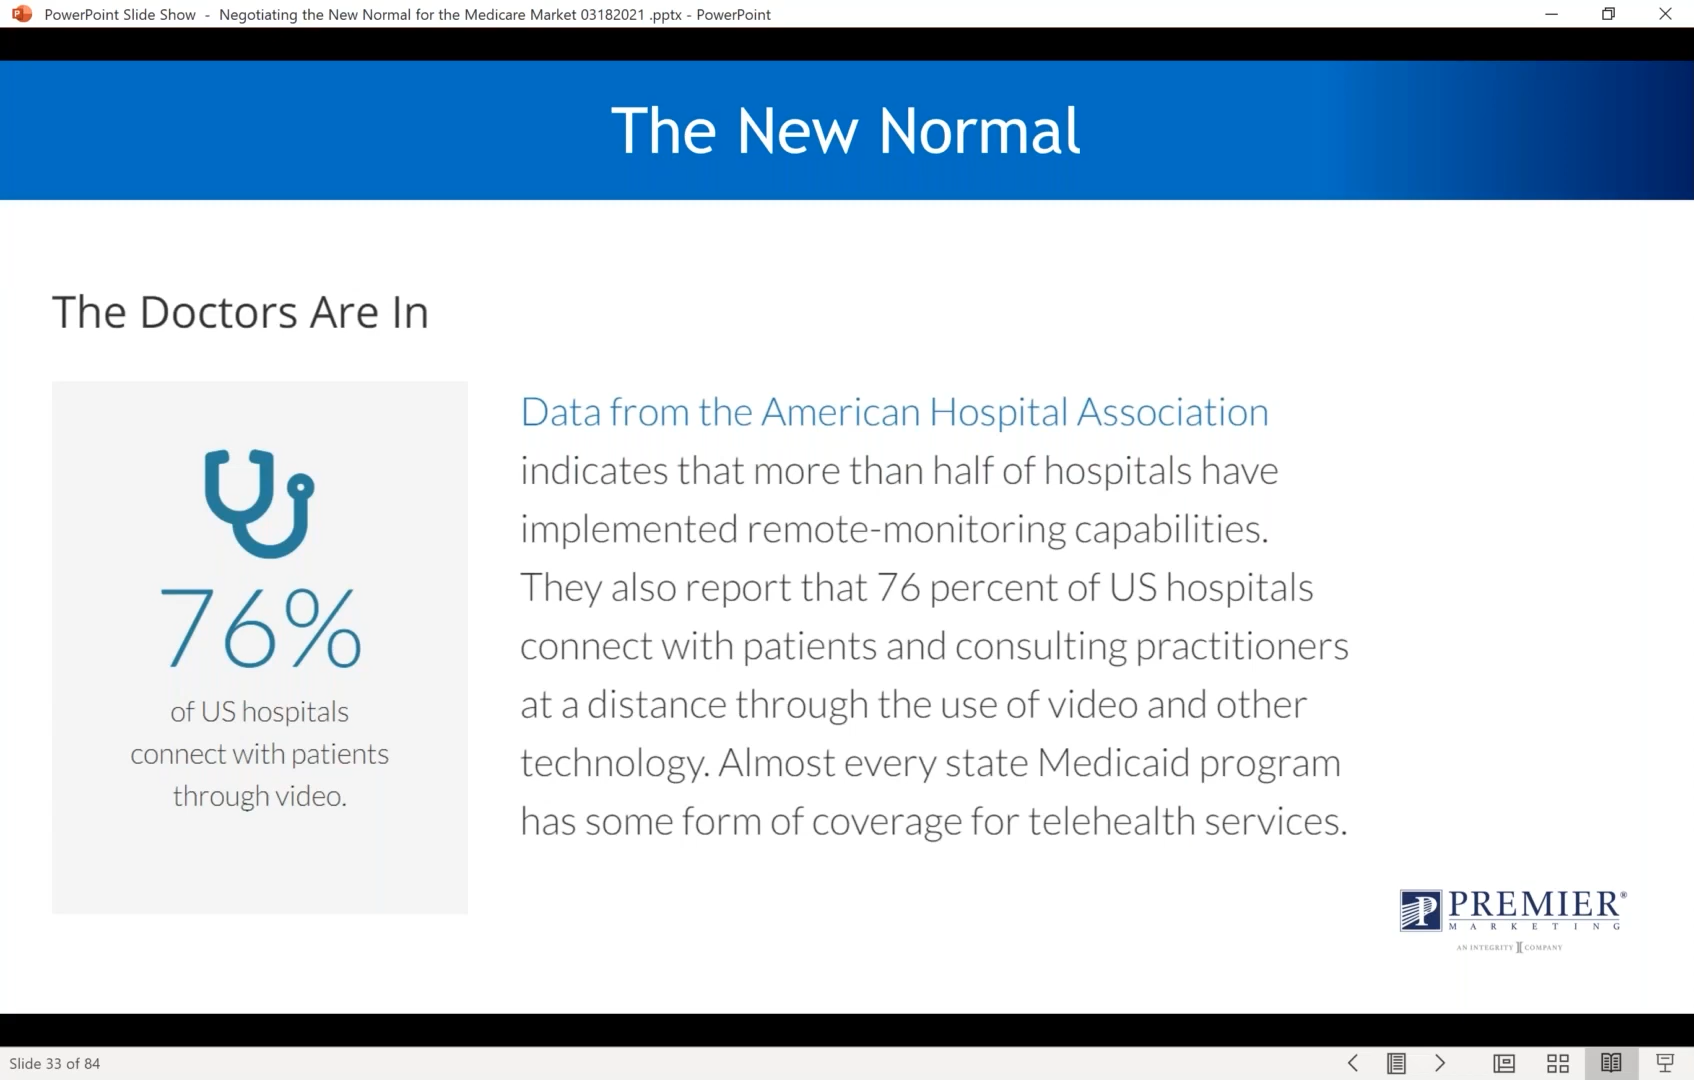 PowerPoint Slide Show - Negotiating the New Normal for the Medicare Market 03182021 .pptx - PowerPoint
The New Normal
The Doctors Are In
76%
of US hospitals
connect with patients
through video.
Data from the American Hospital Association
indicates that more than half of hospitals have
implemented remote-monitoring capabilities.
They also report that 76 percent of US hospitals
connect with patients and consulting practitioners
at a distance through the use of video and other
technology. Almost every state Medicaid program
has some form of coverage for telehealth services.
PREMIER®
MARKETING
AN INTEGRITY COMPANY
Slide 33 of 84